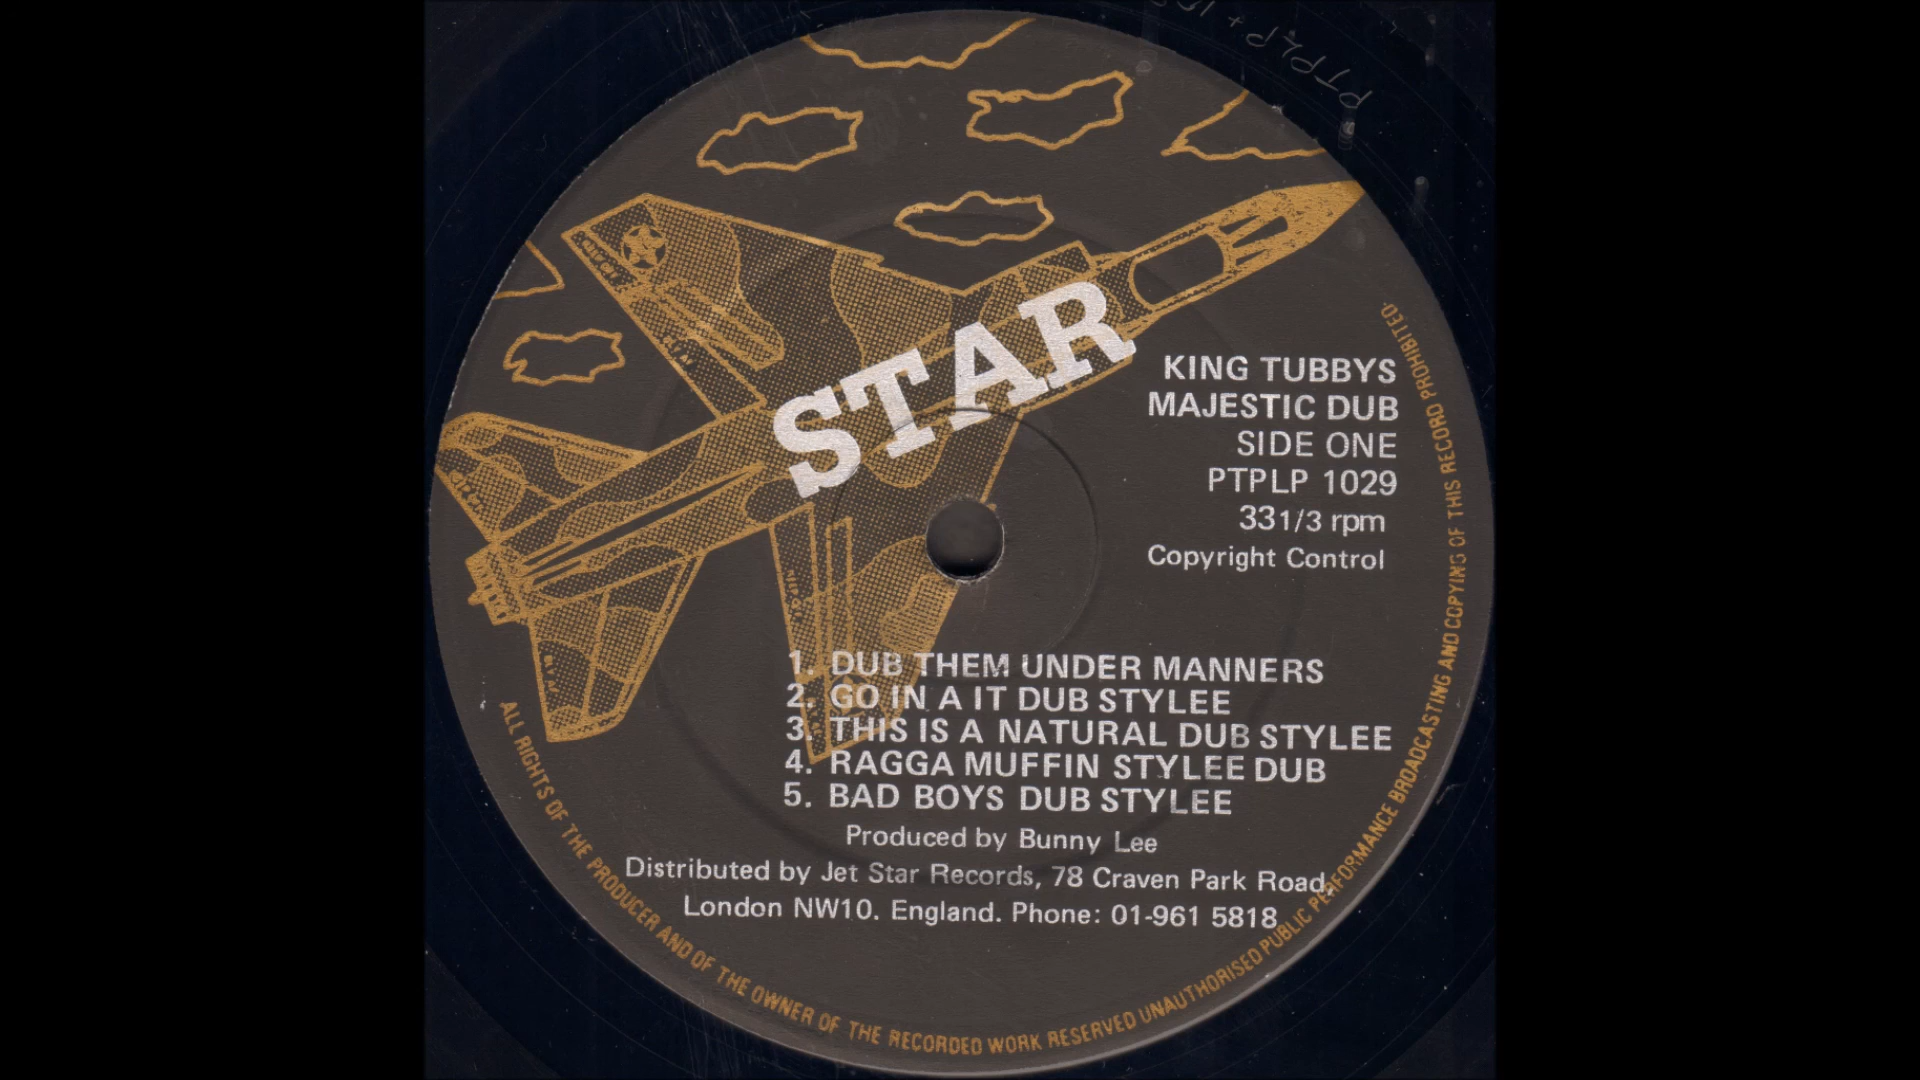 STAR
KING TUBBYS
MAJESTIC DUB
SIDE ONE
PTPLP 1029
33 1/3 rpm
Copyright Control
1. DUB THEM UNDER MANNERS
2. GO IN A IT DUB STYLEE
3. THIS IS A NATURAL DUB STYLEE
4. RAGGA MUFFIN STYLEE DUB
5. BAD BOYS DUB STYLEE
Produced by Bunny Lee
Distributed by Jet Star Records, 78 Craven Park Road,
London NW10. England. Phone: 01-961 5818
ALL RIGHTS OF THE PRODUCER AND OF THE OWNER OF THE RECORDED WORK RESERVED UNAUTHORISED PUBLIC PERFORMANCE BROADCASTING AND COPYING OF THIS RECORD PROHIBITED.
PTPLP